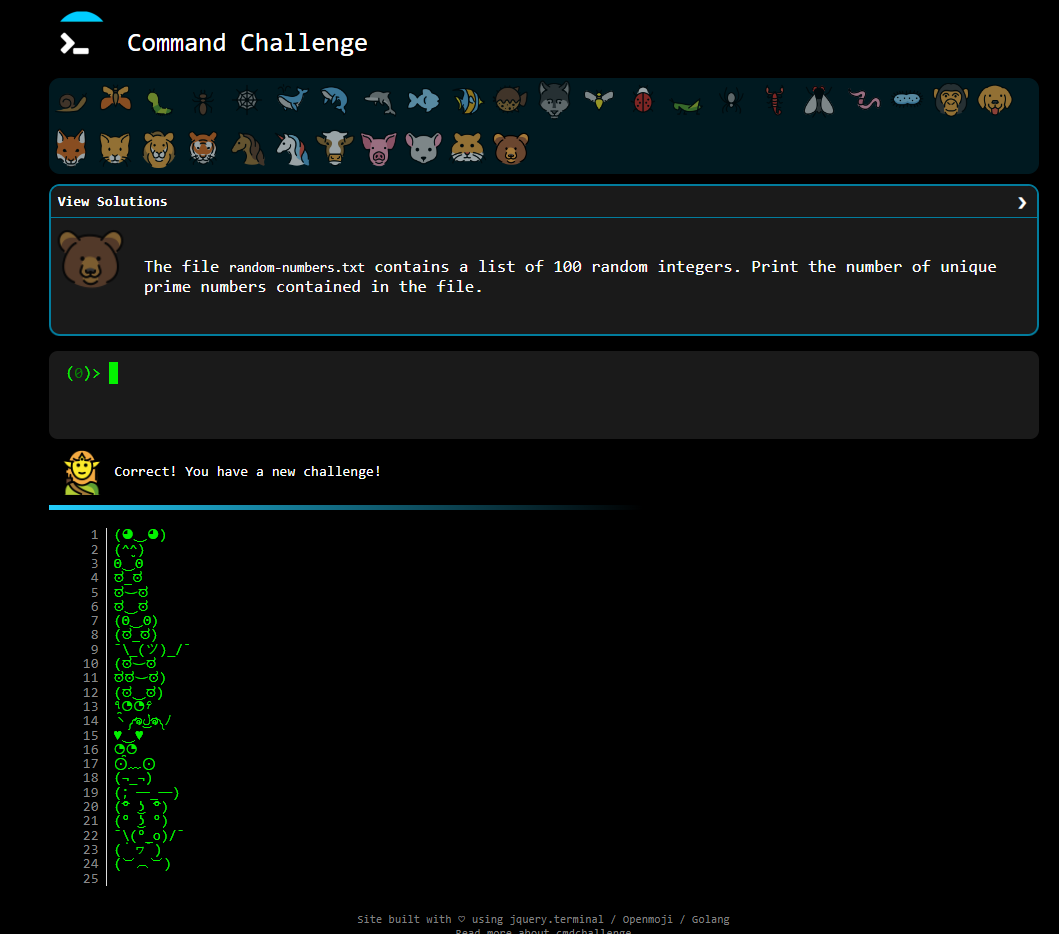 Command Challenge
View Solutions
The file random-numbers.txt contains a list of 100 random integers. Print the number of unique
prime numbers contained in the file.
(0)>
Correct! You have a new challenge!
1 (◕‿◕)
2 (^̮^)
3 ʘ‿ʘ
4 ಠ_ಠ
5 ಠ⌣ಠ
6 ಠ‿ಠ
7 (ʘ‿ʘ)
8 (ಠ_ಠ)
9 ¯\_(ツ)_/¯
10 (ಠ⌣ಠ
11 ಠಠ⌣ಠ)
12 (ಠ‿ಠ)
13 ٩◔̯◔۶
14
15 ♥‿♥
16 ◔̯◔
17 ⊙﹏⊙
18 (¬_¬)
19 (；一_一)
20 (͡° ͜ʖ ͡°)
21 (° ͜ʖ °)
22 ¯\(°_o)/¯
23 (゜ヮ゜)
24 (︶︹︶)
25
Site built with ♡ using jquery.terminal / Openmoji / Golang
Read more about cmdchallenge